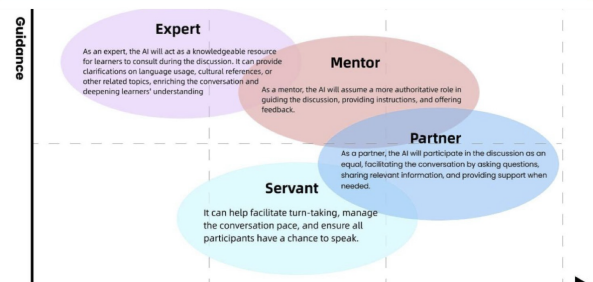 Guidance
Expert
As an expert, the AI will act as a knowledgeable resource
for learners to consult during the discussion. It can provide
clarifications on language usage, cultural references, or
other related topics, enriching the conversation and
deepening learners' understanding
Mentor
As a mentor, the AI will assume a more authoritative role in
guiding the discussion, providing instructions, and offering
feedback.
Partner
As a partner, the AI will participate in the discussion as an
equal, facilitating the conversation by asking questions,
sharing relevant information, and providing support when
needed.
Servant
It can help facilitate turn-taking, manage
the conversation pace, and ensure all
participants have a chance to speak.